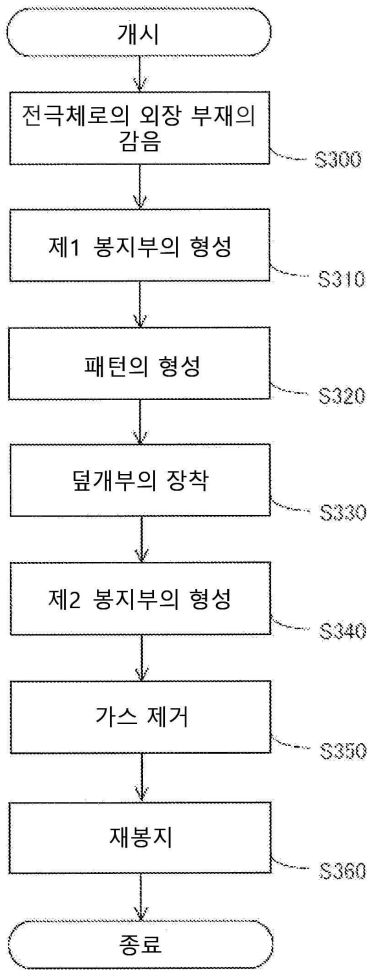 개시
전극체로의 외장 부재의
감음
S300
제1 봉지부의 형성
S310
패턴의 형성
S320
덮개부의 장착
S330
제2 봉지부의 형성
S340
가스 제거
S350
재봉지
S360
종료